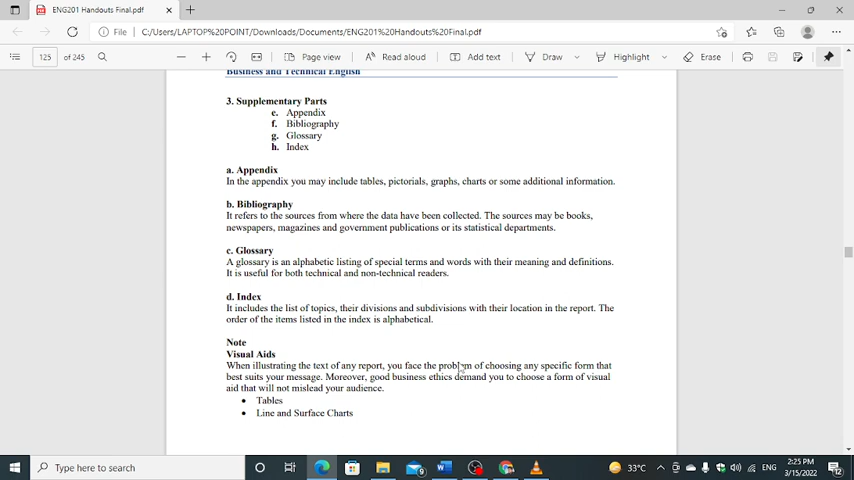 ENG201 Handouts Final.pdf
File
C:/Users/LAPTOP%20POINT/Downloads/Documents/ENG201%20Handouts%20Final.pdf
125 of 245
Page view
Read aloud
Add text
Draw
Highlight
Erase
Business and Technical English
3. Supplementary Parts
e. Appendix
f. Bibliography
g. Glossary
h. Index
a. Appendix
In the appendix you may include tables, pictorials, graphs, charts or some additional information.
b. Bibliography
It refers to the sources from where the data have been collected. The sources may be books,
newspapers, magazines and government publications or its statistical departments.
c. Glossary
A glossary is an alphabetic listing of special terms and words with their meaning and definitions.
It is useful for both technical and non-technical readers.
d. Index
It includes the list of topics, their divisions and subdivisions with their location in the report. The
order of the items listed in the index is alphabetical.
Note
Visual Aids
When illustrating the text of any report, you face the problem of choosing any specific form that
best suits your message. Moreover, good business ethics demand you to choose a form of visual
aid that will not mislead your audience.
• Tables
• Line and Surface Charts
Type here to search
33°C
ENG
2:25 PM
3/15/2022